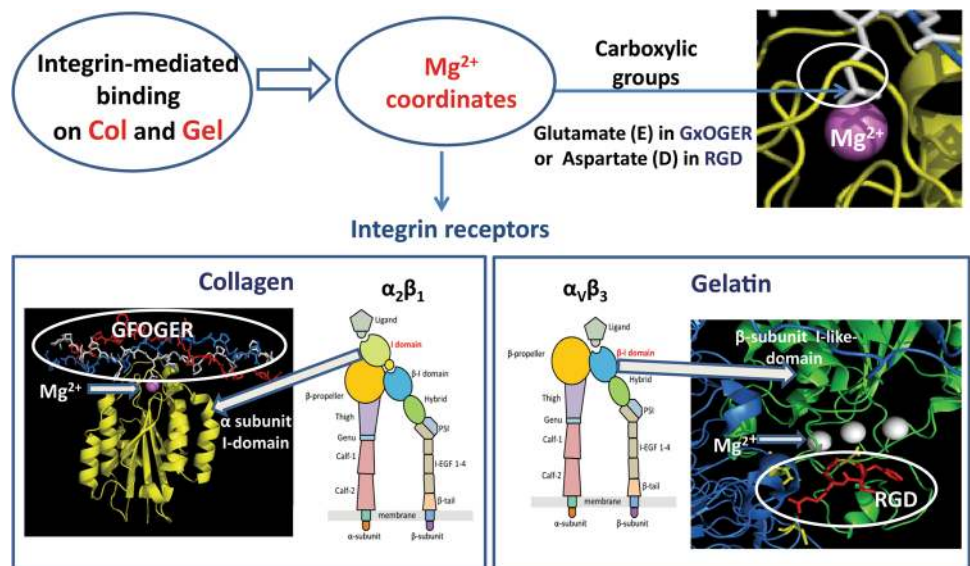 Integrin-mediated
binding
on Col and Gel
Mg2+
coordinates
Carboxylic
groups
Glutamate (E) in GxOGER
or Aspartate (D) in RGD
Mg2+
Integrin receptors
Collagen
GFOGER
Mg2+
α subunit
I-domain
α2β1
Ligand
I domain
β-I domain
β-propeller
Hybrid
Thigh
PSI
Genu
I-EGF 1-4
Calf-1
Calf-2
β-tail
membrane
α-subunit
β-subunit
Gelatin
αVβ3
Ligand
β-propeller
β-I domain
Hybrid
Thigh
PSI
Genu
I-EGF 1-4
Calf-1
Calf-2
β-tail
membrane
α-subunit
β-subunit
β-subunit I-like-
domain
Mg2+
RGD